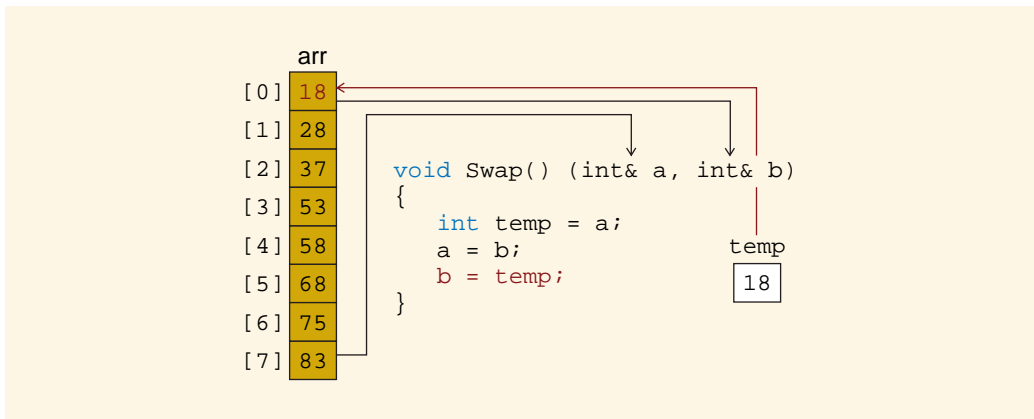 arr
[0] 18
[1] 28
[2] 37
[3] 53
[4] 58
[5] 68
[6] 75
[7] 83
void Swap() (int& a, int& b)
{
int temp = a;
a = b;
b = temp;
}
temp
18